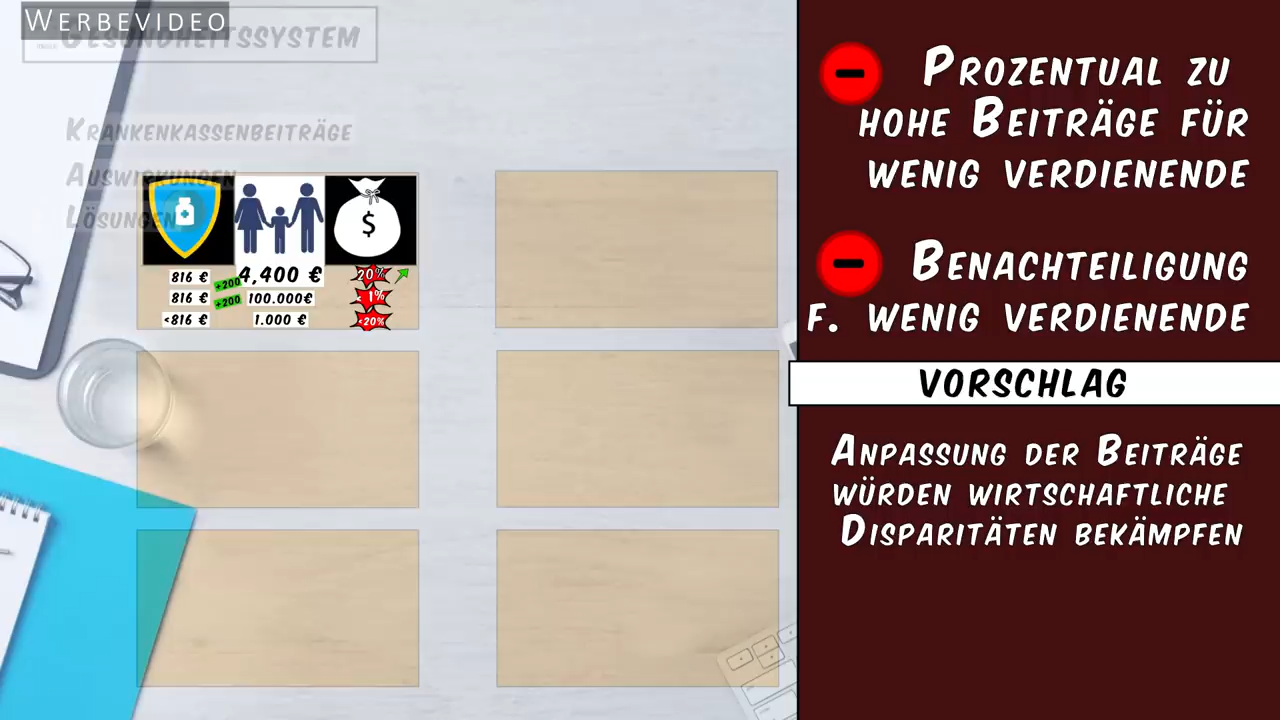 WERBEVIDEO
GESUNDHEITSSYSTEM
KRANKENKASSENBEITRÄGE
AUSWIRKUNGEN
LÖSUNGEN
$
816 € +200 4,400 € 20%
816 € +200 100.000€ < 1%
<816 € 1.000 € <20%
PROZENTUAL ZU
HOHE BEITRÄGE FÜR
WENIG VERDIENENDE
BENACHTEILIGUNG
F. WENIG VERDIENENDE
VORSCHLAG
ANPASSUNG DER BEITRÄGE
WÜRDEN WIRTSCHAFTLICHE
DISPARITÄTEN BEKÄMPFEN